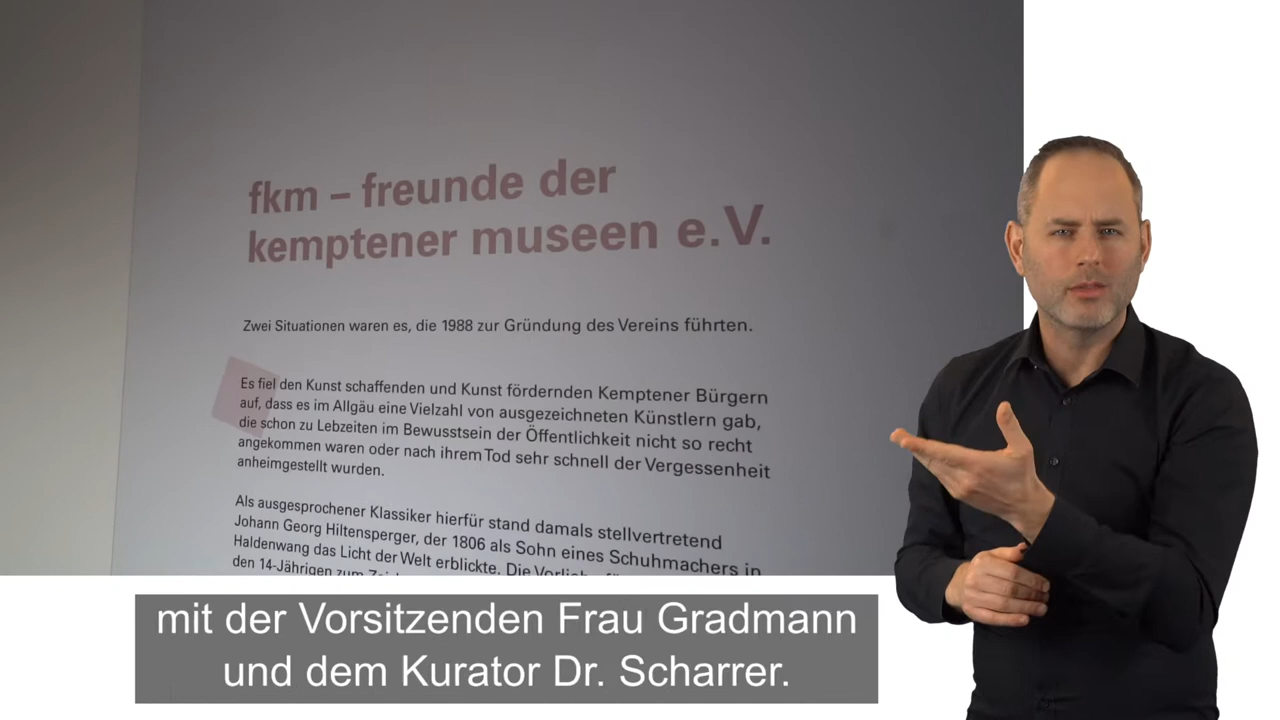 fkm – freunde der
kemptener museen e.V.
Zwei Situationen waren es, die 1988 zur Gründung des Vereins führten.
Es fiel den Kunst schaffenden und Kunst fördernden Kemptener Bürgern
auf, dass es im Allgäu eine Vielzahl von ausgezeichneten Künstlern gab,
die schon zu Lebzeiten im Bewusstsein der Öffentlichkeit nicht so recht
angekommen waren oder nach ihrem Tod sehr schnell der Vergessenheit
anheimgestellt wurden.
Als ausgesprochener Klassiker hierfür stand damals stellvertretend
Johann Georg Hiltensperger, der 1806 als Sohn eines Schuhmachers in
Haldenwang das Licht der Welt erblickte. Die
den 14-Jährigen zum
mit der Vorsitzenden Frau Gradmann
und dem Kurator Dr. Scharrer.